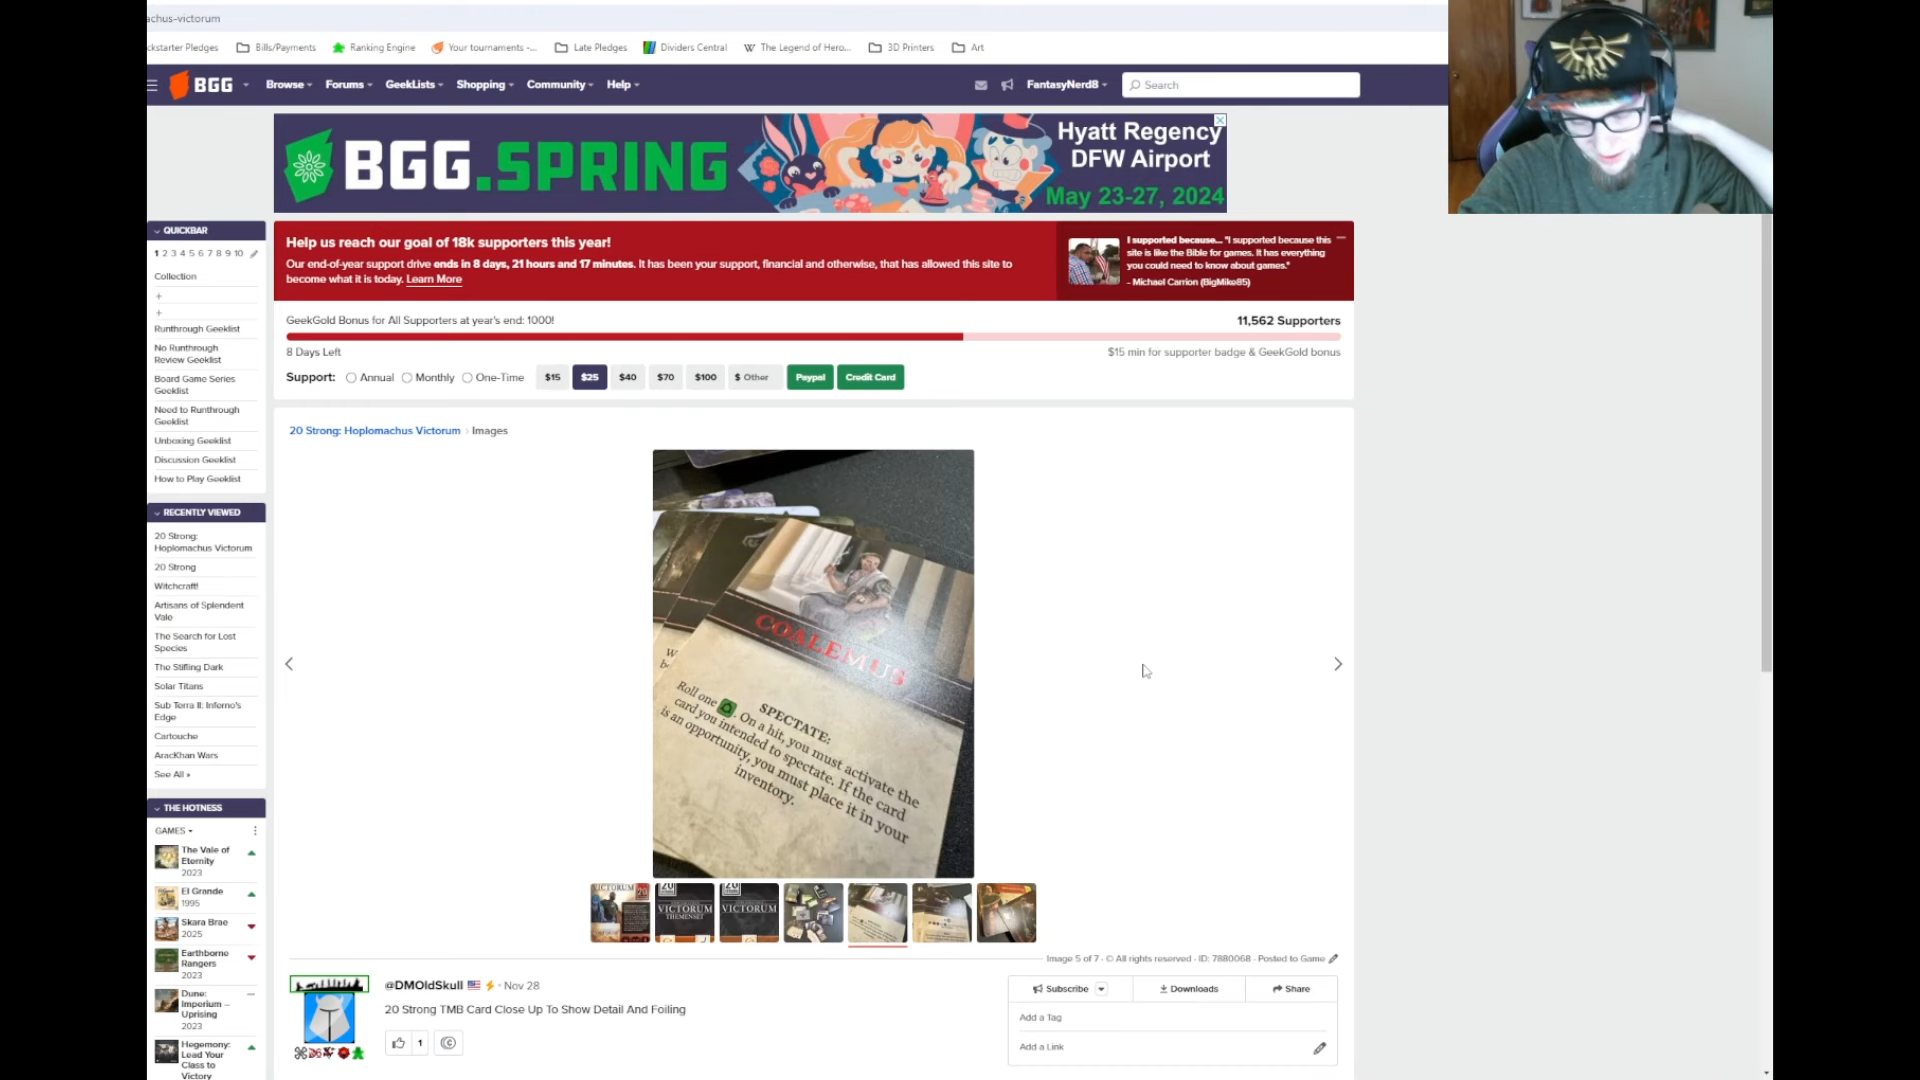 achus-victorum
ckstarter Pledges Bills/Payments Ranking Engine Your tournaments -... Late Pledges Dividers Central The Legend of Hero... 3D Printers Art
BGG Browse Forums GeekLists Shopping Community Help FantasyNerd8 Search
BGG.SPRING
Hyatt Regency
DFW Airport
May 23-27, 2024
QUICKBAR
1 2 3 4 5 6 7 8 9 10
Collection
+
+
Runthrough Geeklist
No Runthrough
Review Geeklist
Board Game Series
Geeklist
Need to Runthrough
Geeklist
Unboxing Geeklist
Discussion Geeklist
How to Play Geeklist
RECENTLY VIEWED
20 Strong:
Hoplomachus Victorum
20 Strong
Witchcraft!
Artisans of Splendent
Vale
The Search for Lost
Species
The Stifling Dark
Solar Titans
Sub Terra II: Inferno's
Edge
Cartouche
AracKhan Wars
See All »
THE HOTNESS
GAMES
The Vale of
Eternity
2023
El Grande
1995
Skara Brae
2025
Earthborne
Rangers
2023
Dune:
Imperium –
Uprising
2023
Hegemony:
Lead Your
Class to
Victory
Help us reach our goal of 18k supporters this year!
Our end-of-year support drive ends in 8 days, 21 hours and 17 minutes. It has been your support, financial and otherwise, that has allowed this site to
become what it is today. Learn More
I supported because... "I supported because this
site is like the Bible for games. It has everything
you could need to know about games."
- Michael Carrion (BigMike85)
GeekGold Bonus for All Supporters at year's end: 1000!
11,562 Supporters
8 Days Left
$15 min for supporter badge & GeekGold bonus
Support: Annual Monthly One-Time $15 $25 $40 $70 $100 $ Other Paypal Credit Card
20 Strong: Hoplomachus Victorum › Images
COALEMUS
SPECTATE:
Roll one . On a hit, you must activate the
card you intended to spectate. If the card
is an opportunity, you must place it in your
inventory.
VICTORUM 20
20 VICTORUM
20 VICTORUM
Image 5 of 7 · © All rights reserved · ID: 7880068 · Posted to Game
@DMOldSkull · Nov 28
20 Strong TMB Card Close Up To Show Detail And Foiling
1
Subscribe Downloads Share
Add a Tag
Add a Link